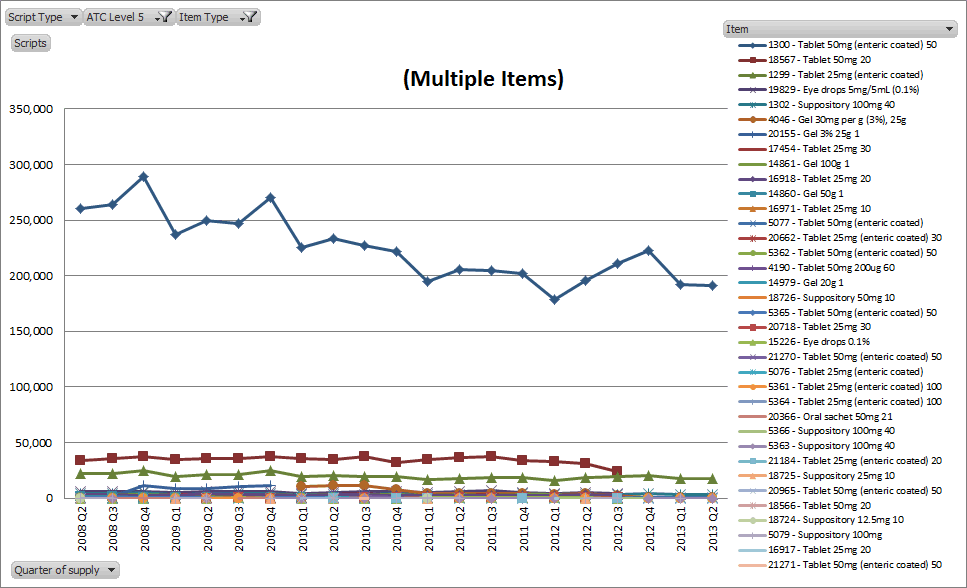 Script Type
ATC Level 5
Item Type
Scripts
(Multiple Items)
350,000
300,000
250,000
200,000
150,000
100,000
50,000
0
2008 Q2
2008 Q3
2008 Q4
2009 Q1
2009 Q2
2009 Q3
2009 Q4
2010 Q1
2010 Q2
2010 Q3
2010 Q4
2011 Q1
2011 Q2
2011 Q3
2011 Q4
2012 Q1
2012 Q2
2012 Q3
2012 Q4
2013 Q1
2013 Q2
Quarter of supply
Item
1300 - Tablet 50mg (enteric coated) 50
18567 - Tablet 50mg 20
1299 - Tablet 25mg (enteric coated)
19829 - Eye drops 5mg/5mL (0.1%)
1302 - Suppository 100mg 40
4046 - Gel 30mg per g (3%), 25g
20155 - Gel 3% 25g 1
17454 - Tablet 25mg 30
14861 - Gel 100g 1
16918 - Tablet 25mg 20
14860 - Gel 50g 1
16971 - Tablet 25mg 10
5077 - Tablet 50mg (enteric coated)
20662 - Tablet 25mg (enteric coated) 30
5362 - Tablet 50mg (enteric coated) 50
4190 - Tablet 50mg 200ug 60
14979 - Gel 20g 1
18726 - Suppository 50mg 10
5365 - Tablet 50mg (enteric coated) 50
20718 - Tablet 25mg 30
15226 - Eye drops 0.1%
21270 - Tablet 50mg (enteric coated) 50
5076 - Tablet 25mg (enteric coated)
5361 - Tablet 25mg (enteric coated) 100
5364 - Tablet 25mg (enteric coated) 100
20366 - Oral sachet 50mg 21
5366 - Suppository 100mg 40
5363 - Suppository 100mg 40
21184 - Tablet 25mg (enteric coated) 20
18725 - Suppository 25mg 10
20965 - Tablet 50mg (enteric coated) 50
18566 - Tablet 50mg 20
18724 - Suppository 12.5mg 10
5079 - Suppository 100mg
16917 - Tablet 25mg 20
21271 - Tablet 50mg (enteric coated) 50